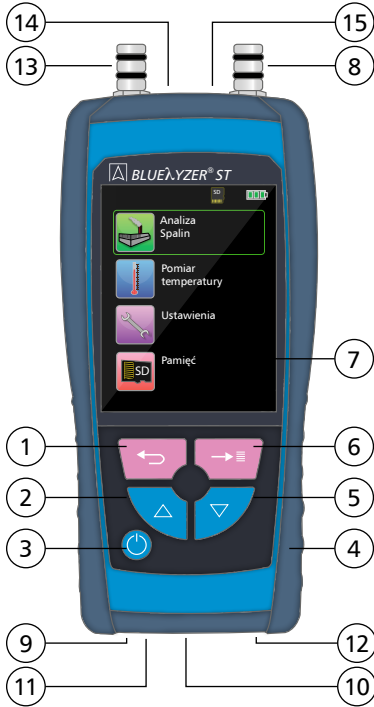 14
15
13
8
BLUELYZER® ST
SD
Analiza
Spalin
Pomiar
temperatury
Ustawienia
SD
Pamięć
7
1
6
2
5
3
4
9
12
11
10